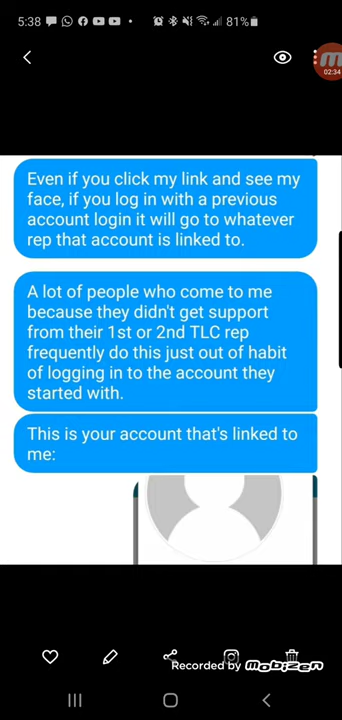 5:38
81%
02:34
Even if you click my link and see my
face, if you log in with a previous
account login it will go to whatever
rep that account is linked to.
A lot of people who come to me
because they didn't get support
from their 1st or 2nd TLC rep
frequently do this just out of habit
of logging in to the account they
started with.
This is your account that's linked to
me:
Recorded by mobizen